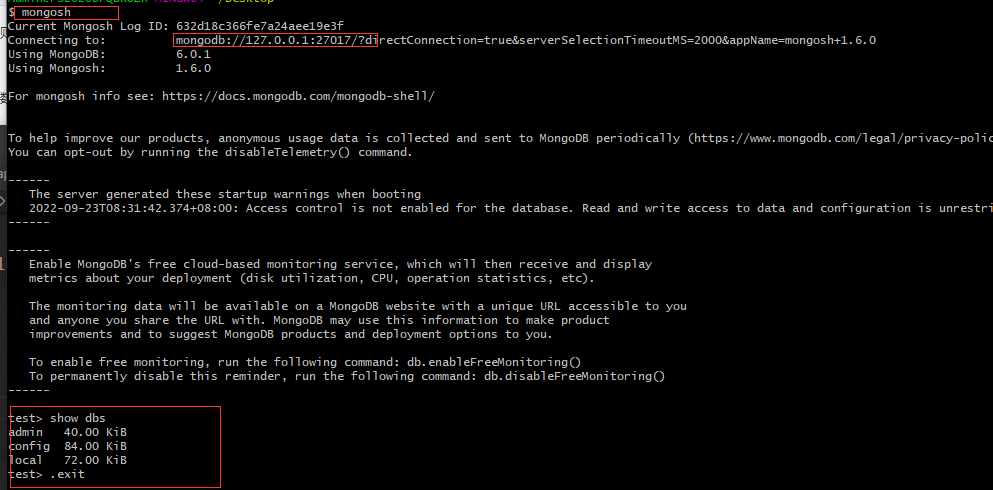 $ mongosh
Current Mongosh Log ID: 632d18c366fe7a24aee19e3f
Connecting to: mongodb://127.0.0.1:27017/?directConnection=true&serverSelectionTimeoutMS=2000&appName=mongosh+1.6.0
Using MongoDB: 6.0.1
Using Mongosh: 1.6.0
For mongosh info see: https://docs.mongodb.com/mongodb-shell/
To help improve our products, anonymous usage data is collected and sent to MongoDB periodically (https://www.mongodb.com/legal/privacy-polic
You can opt-out by running the disableTelemetry() command.
------
The server generated these startup warnings when booting
2022-09-23T08:31:42.374+08:00: Access control is not enabled for the database. Read and write access to data and configuration is unrestri
------
------
Enable MongoDB's free cloud-based monitoring service, which will then receive and display
metrics about your deployment (disk utilization, CPU, operation statistics, etc).
The monitoring data will be available on a MongoDB website with a unique URL accessible to you
and anyone you share the URL with. MongoDB may use this information to make product
improvements and to suggest MongoDB products and deployment options to you.
To enable free monitoring, run the following command: db.enableFreeMonitoring()
To permanently disable this reminder, run the following command: db.disableFreeMonitoring()
------
test> show dbs
admin 40.00 KiB
config 84.00 KiB
local 72.00 KiB
test> .exit